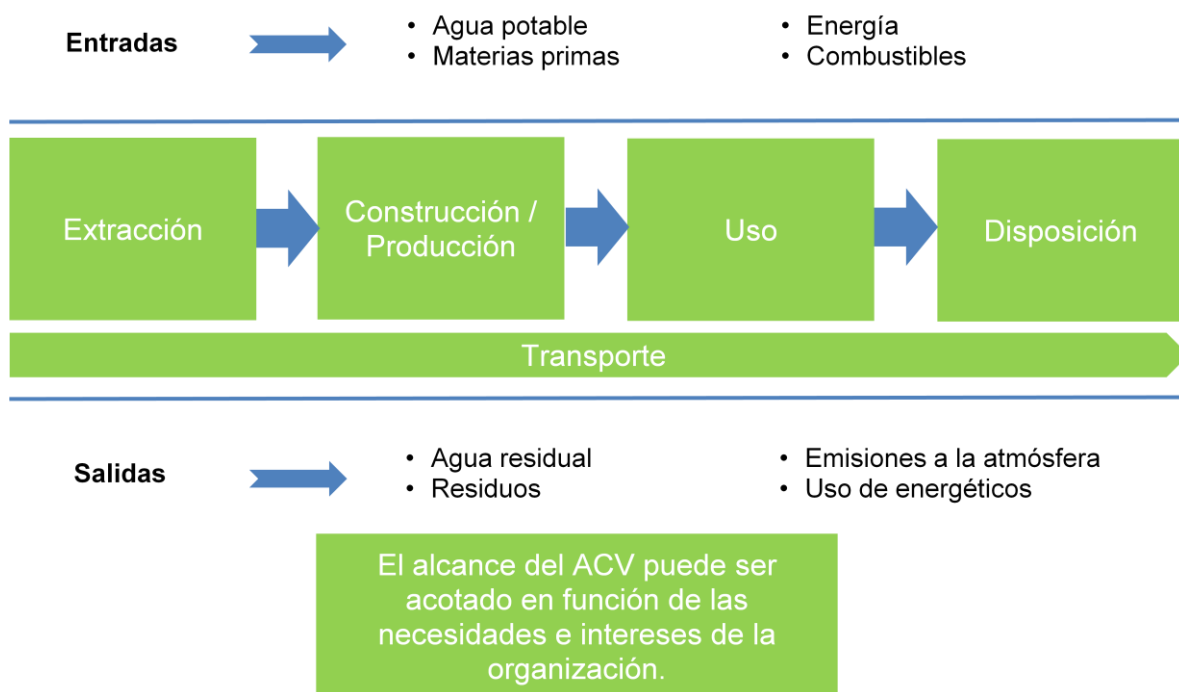 Entradas
• Agua potable
• Materias primas
• Energía
• Combustibles
Extracción
Construcción /
Producción
Uso
Disposición
Transporte
Salidas
• Agua residual
• Residuos
• Emisiones a la atmósfera
• Uso de energéticos
El alcance del ACV puede ser
acotado en función de las
necesidades e intereses de la
organización.